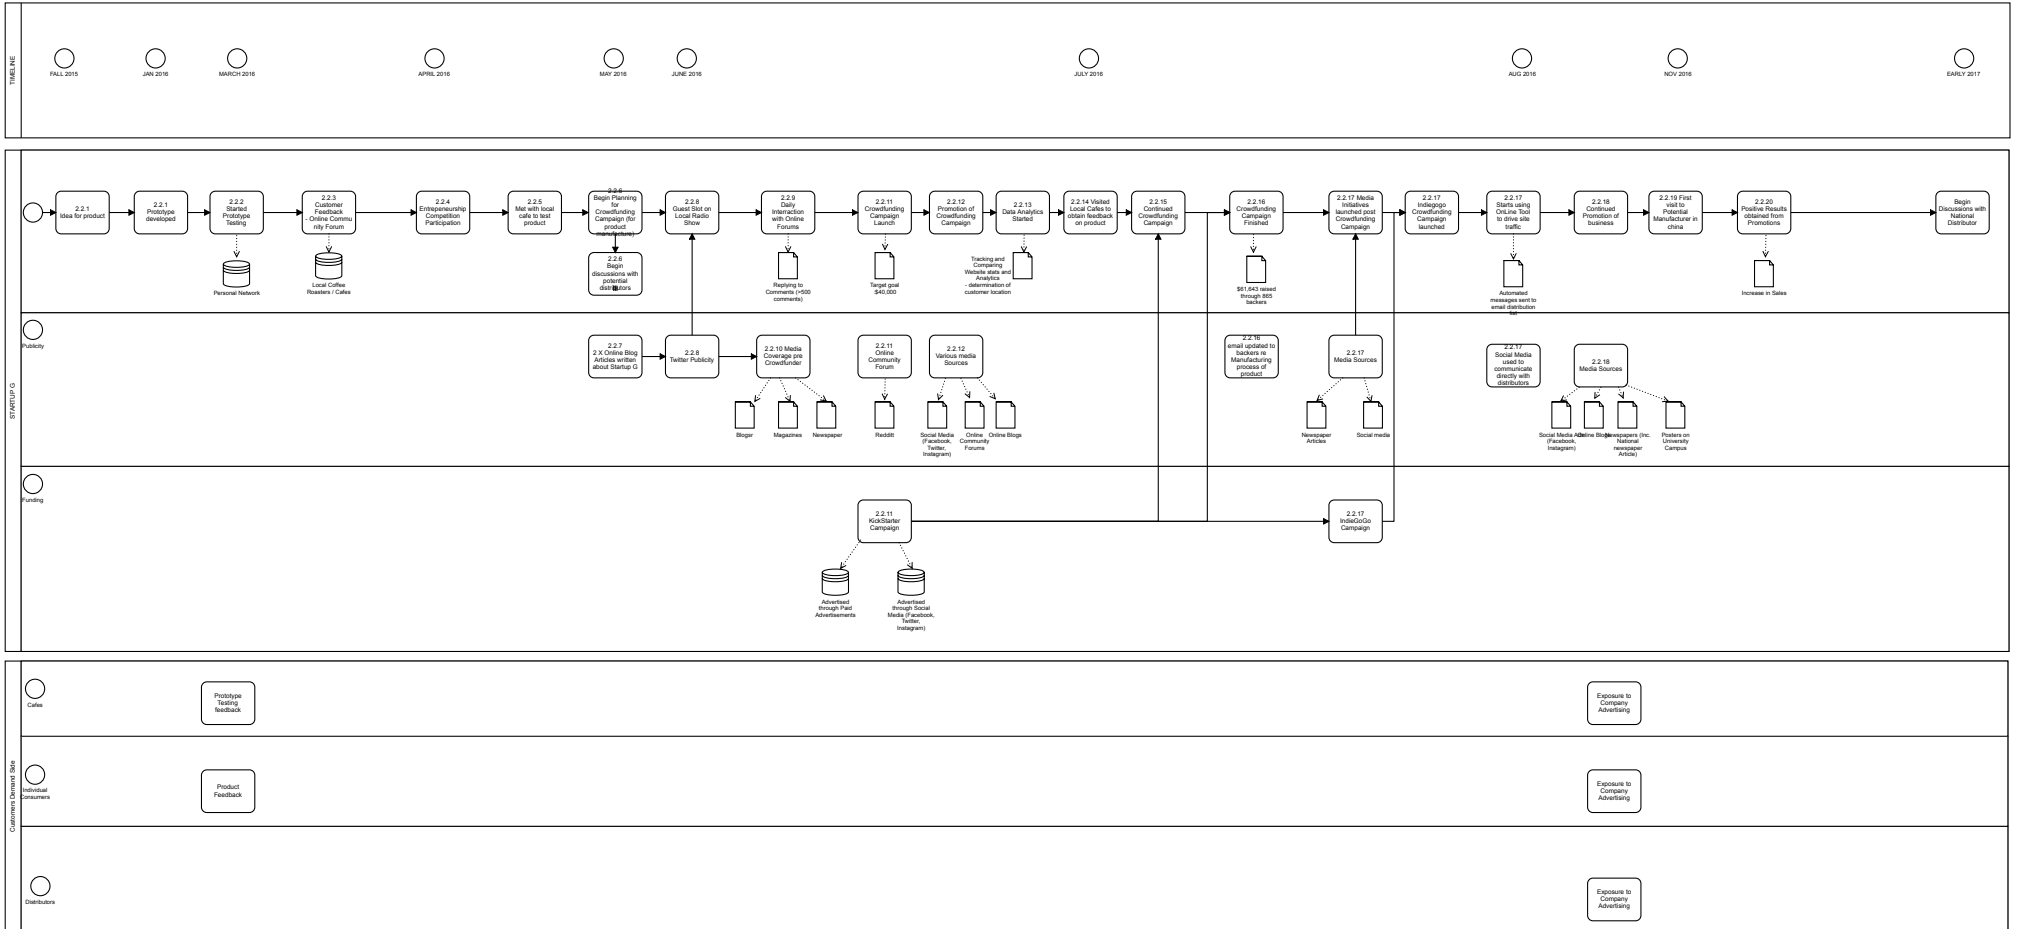 TIMELINE
FALL 2015
JAN 2016
MARCH 2016
APRIL 2016
MAY 2016
JUNE 2016
JULY 2016
AUG 2016
NOV 2016
EARLY 2017
STARTUP G
2.2.1
Idea for product
2.2.1
Prototype
developed
2.2.2
Started
Prototype
Testing
2.2.3
Customer
Feedback
- Online Commu
nity Forum
2.2.4
Entrepeneurship
Competition
Participation
2.2.5
Met with local
cafe to test
product
2.2.6
Begin Planning
for
Crowdfunding
Campaign (for
product
manufacture)
2.2.8
Guest Slot on
Local Radio
Show
2.2.9
Daily
Interaction
with Online
Forums
2.2.11
Crowdfunding
Campaign
Launch
2.2.12
Promotion of
Crowdfunding
Campaign
2.2.13
Data Analytics
Started
2.2.14 Visited
Local Cafes to
obtain feedback
on product
2.2.15
Continued
Crowdfunding
Campaign
2.2.16
Crowdfunding
Campaign
Finished
2.2.17 Media
Initiatives
launched post
Crowdfunding
Campaign
2.2.17
Indiegogo
Crowdfunding
Campaign
launched
2.2.17
Starts using
OnLine Tool
to drive site
traffic
2.2.18
Continued
Promotion of
business
2.2.19 First
visit to
Potential
Manufacturer in
china
2.2.20
Positive Results
obtained from
Promotions
Begin
Discussions with
National
Distributor
Personal Network
Local Coffee
Roasters / Cafes
2.2.6
Begin
discussions with
potential
distributors
Replying to
Comments (>500
comments)
Target goal
$40,000
Tracking and
Comparing
Website stats and
Analytics
- determination of
customer location
$61,643 raised
through 865
backers
Automated
messages sent to
email distribution
list
Increase in Sales
Publicity
2.2.7
2 X Online Blog
Articles written
about Startup G
2.2.8
Twitter Publicity
2.2.10 Media
Coverage pre
Crowdfunder
2.2.11
Online
Community
Forum
2.2.12
Various media
Sources
2.2.16
email updated to
backers re
Manufacturing
process of
product
2.2.17
Media Sources
2.2.17
Social Media
used to
communicate
directly with
distributors
2.2.18
Media Sources
Bloger
Magazines
Newspaper
Redditt
Social Media
(Facebook,
Twitter,
Instagram)
Online
Community
Forums
Online Blogs
Newspaper
Articles
Social media
Social Media
(Facebook,
Instagram)
Online Blogs
Newspapers (Inc.
National
newspaper
Article)
Posters on
University
Campus
Funding
2.2.11
KickStarter
Campaign
2.2.17
IndieGoGo
Campaign
Advertised
through Paid
Advertisements
Advertised
through Social
Media (Facebook,
Twitter,
Instagram)
Customers Demand Side
Cafes
Prototype
Testing
feedback
Exposure to
Company
Advertising
Individual
Consumers
Product
Feedback
Exposure to
Company
Advertising
Distributors
Exposure to
Company
Advertising